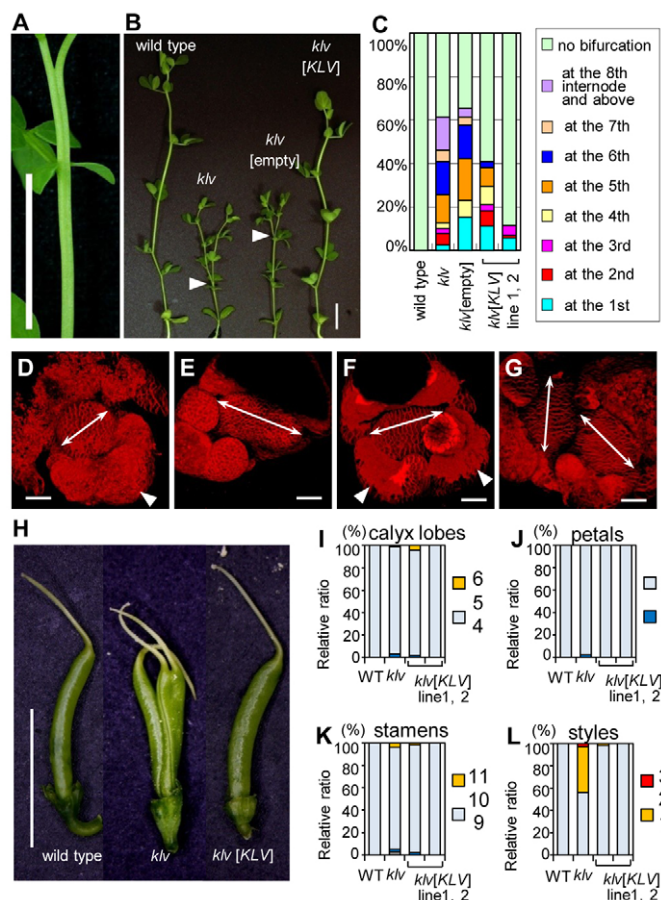 A
B
wild type
klv
[KLV]
klv
klv
[empty]
C
100%
80%
60%
40%
20%
0%
wild type
klv
klv[empty]
klv[KLV]
line 1, 2
no bifurcation
at the 8th
internode
and above
at the 7th
at the 6th
at the 5th
at the 4th
at the 3rd
at the 2nd
at the 1st
D
E
F
G
H
wild type
klv
klv [KLV]
I
(%)
calyx lobes
100
80
60
40
20
0
Relative ratio
WT
klv
klv[KLV]
line1, 2
6
5
4
J
(%)
petals
100
80
60
40
20
0
Relative ratio
WT
klv
klv[KLV]
line1, 2
K
(%)
stamens
100
80
60
40
20
0
Relative ratio
WT
klv
klv[KLV]
line1, 2
11
10
9
L
(%)
styles
100
80
60
40
20
0
Relative ratio
WT
klv
klv[KLV]
line1, 2
3